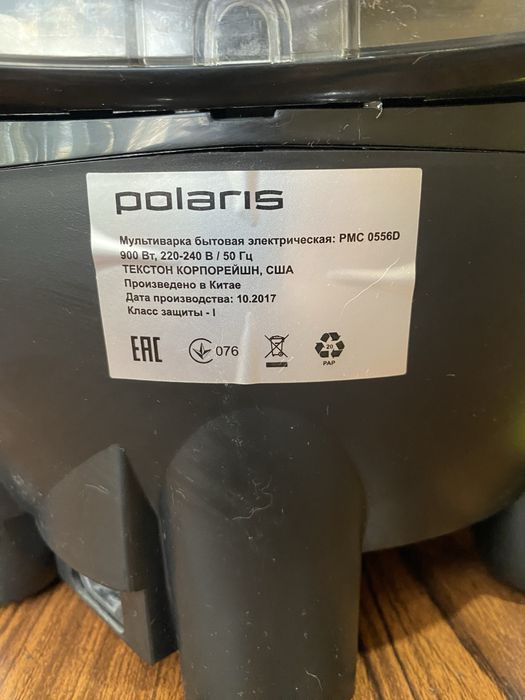 polaris
Мультиварка бытовая электрическая: PMC 0556D
900 Вт, 220-240 В / 50 Гц
ТЕКСТОН КОРПОРЕЙШН, США
Произведено в Китае
Дата производства: 10.2017
Класс защиты - I
EAC 076 20
PAP